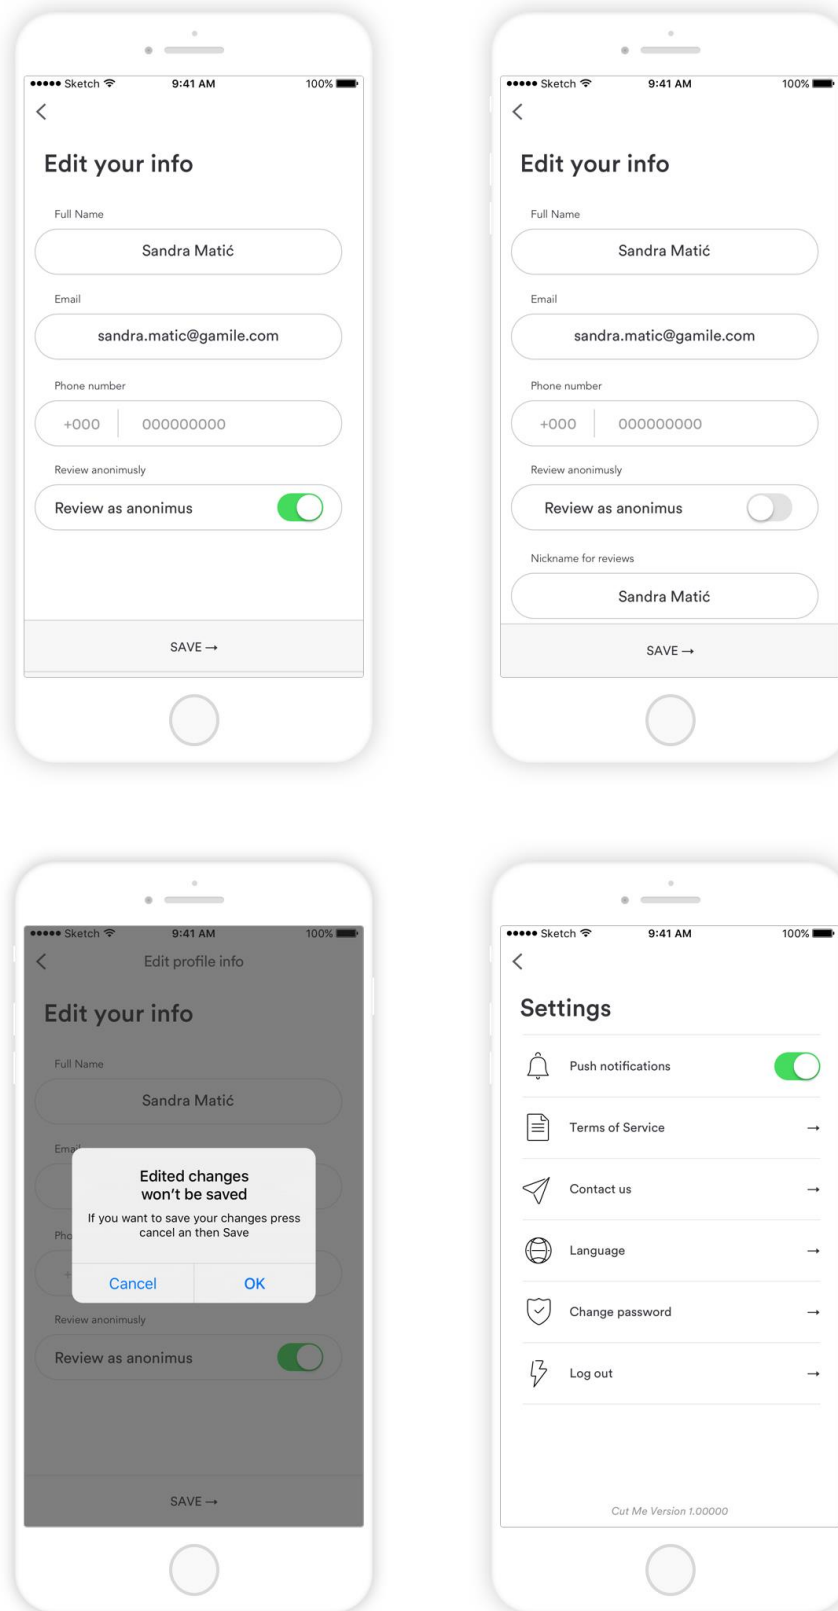 Sketch
9:41 AM
100%
Edit your info
Full Name
Sandra Matić
Email
sandra.matic@gamile.com
Phone number
+000
000000000
Review anonimusly
Review as anonimus
SAVE→
Sketch
9:41 AM
100%
Edit your info
Full Name
Sandra Matić
Email
sandra.matic@gamile.com
Phone number
+000
000000000
Review anonimusly
Review as anonimus
Nickname for reviews
Sandra Matić
SAVE→
Sketch
9:41 AM
100%
Edit profile info
Edit your info
Full Name
Sandra Matić
Ema
Edited changes
won't be saved
If you want to save your changes press
cancel an then Save
Pho
+
Cancel
OK
Review anonimusly
Review as anonimus
SAVE→
Sketch
9:41 AM
100%
Settings
Push notifications
Terms of Service →
Contact us →
Language →
Change password →
Log out →
Cut Me Version 1.00000